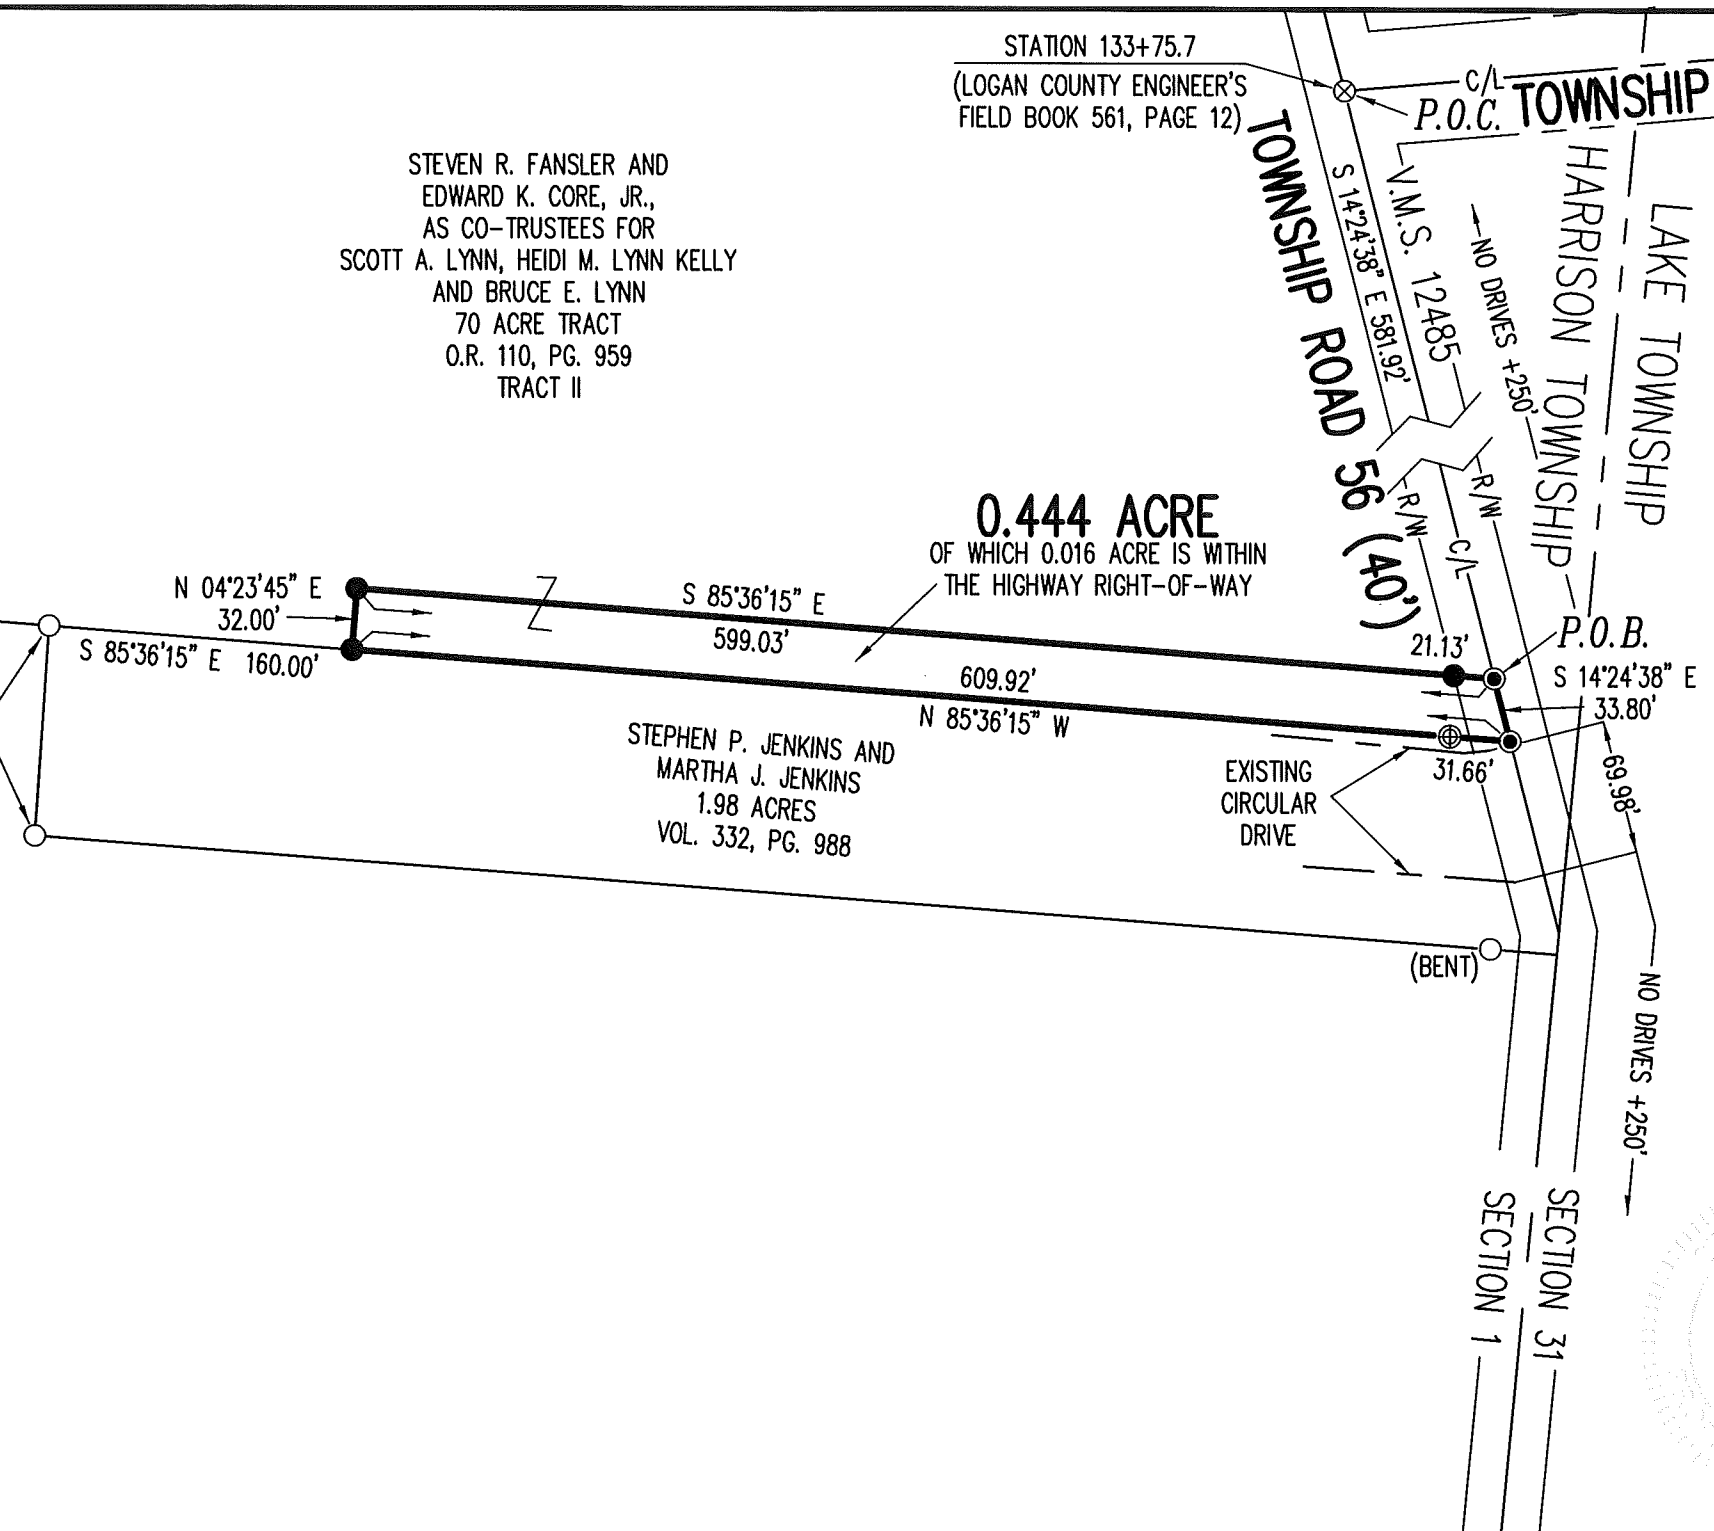 STATION 133+75.7
(LOGAN COUNTY ENGINEER'S
FIELD BOOK 561, PAGE 12)
C/L
P.O.C.
TOWNSHIP
STEVEN R. FANSLER AND
EDWARD K. CORE, JR.,
AS CO-TRUSTEES FOR
SCOTT A. LYNN, HEIDI M. LYNN KELLY
AND BRUCE E. LYNN
70 ACRE TRACT
O.R. 110, PG. 959
TRACT II
TOWNSHIP ROAD 56 (40')
S 14°24'38" E 581.92'
V.M.S. 12485
NO DRIVES +250'
HARRISON TOWNSHIP
LAKE TOWNSHIP
R/W
C/L
R/W
0.444 ACRE
OF WHICH 0.016 ACRE IS WITHIN
THE HIGHWAY RIGHT-OF-WAY
N 04°23'45" E
32.00'
S 85°36'15" E 160.00'
S 85°36'15" E
599.03'
21.13'
P.O.B.
S 14°24'38" E
33.80'
609.92'
N 85°36'15" W
31.66'
69.98'
STEPHEN P. JENKINS AND
MARTHA J. JENKINS
1.98 ACRES
VOL. 332, PG. 988
EXISTING
CIRCULAR
DRIVE
(BENT)
NO DRIVES +250'
SECTION 1
SECTION 31